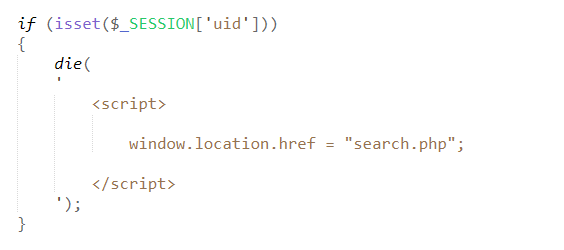 if (isset($_SESSION['uid']))
{
    die(
    '
        <script>
            window.location.href = "search.php";
        </script>
    ');
}